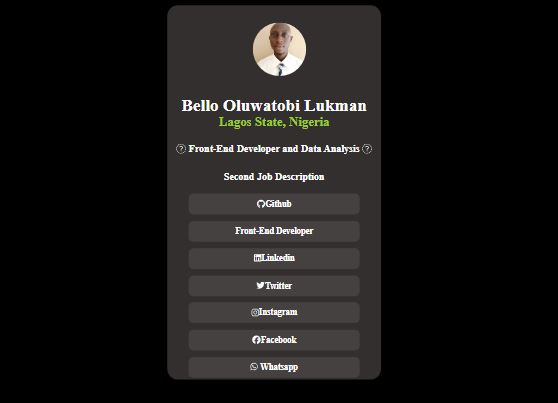 Bello Oluwatobi Lukman
Lagos State, Nigeria
? Front-End Developer and Data Analysis ?
Second Job Description
Github
Front-End Developer
Linkedin
Twitter
Instagram
Facebook
Whatsapp